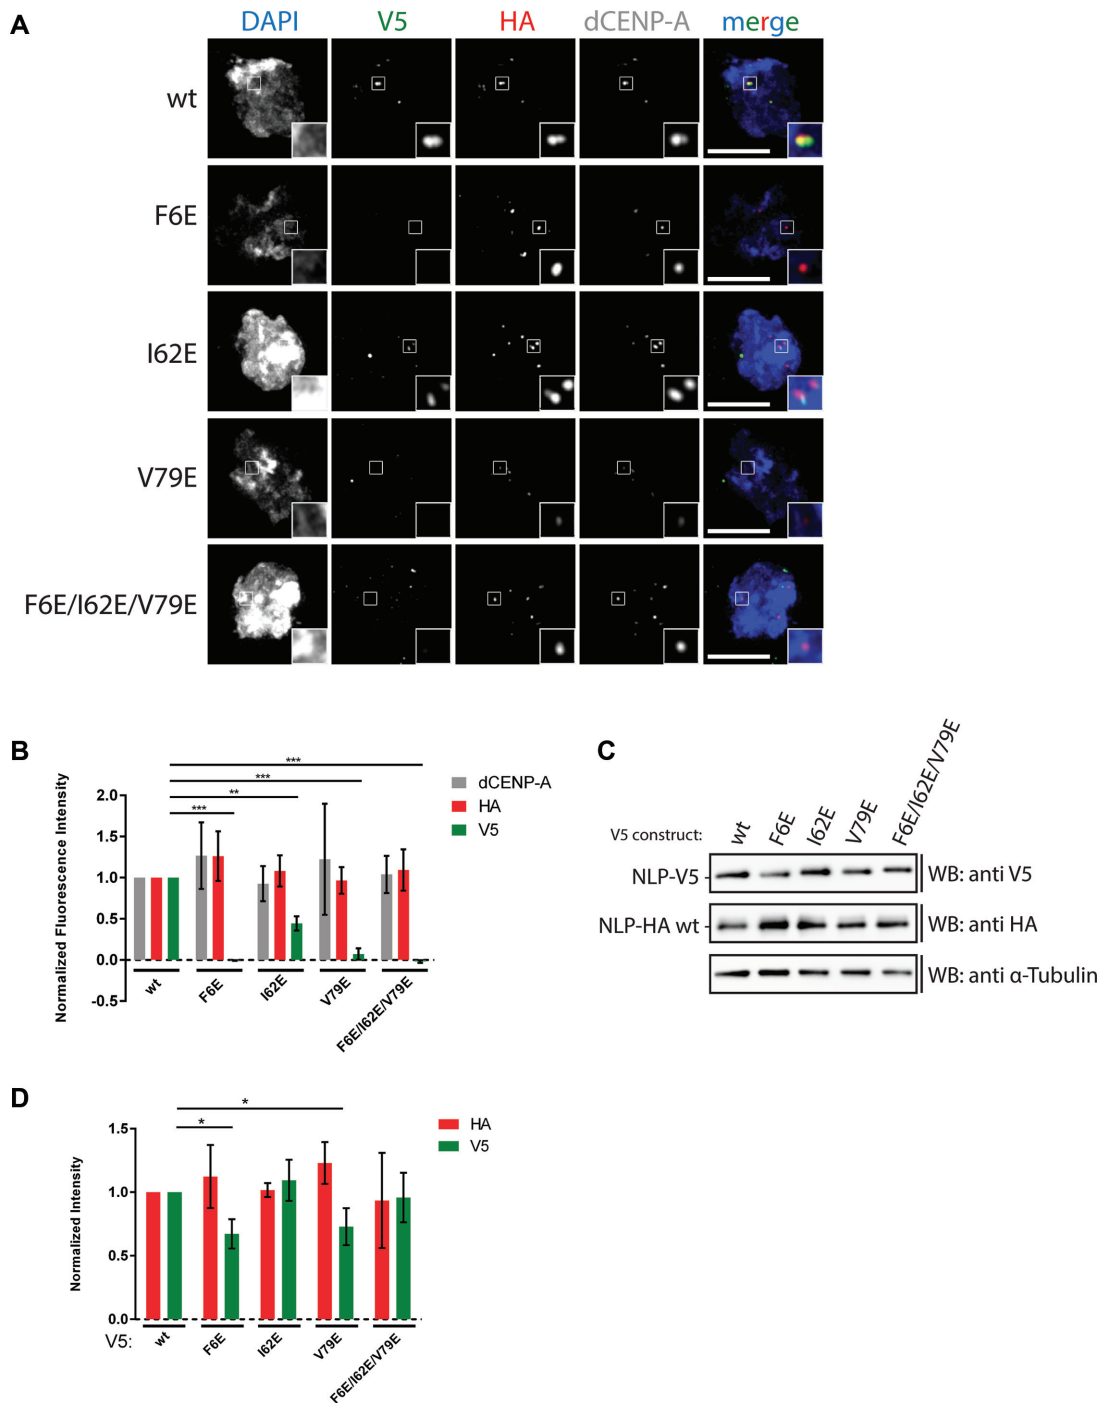 A
DAPI V5 HA dCENP-A merge
wt
F6E
I62E
V79E
F6E/I62E/V79E
B
***
***
**
***
dCENP-A
HA
V5
Normalized Fluorescence Intensity
2.0
1.5
1.0
0.5
0.0
-0.5
wt F6E I62E V79E F6E/I62E/V79E
C
V5 construct: wt F6E I62E V79E F6E/I62E/V79E
NLP-V5 - WB: anti V5
NLP-HA wt - WB: anti HA
WB: anti α-Tubulin
D
*
*
HA
V5
Normalized Intensity
1.5
1.0
0.5
0.0
V5: wt F6E I62E V79E F6E/I62E/V79E